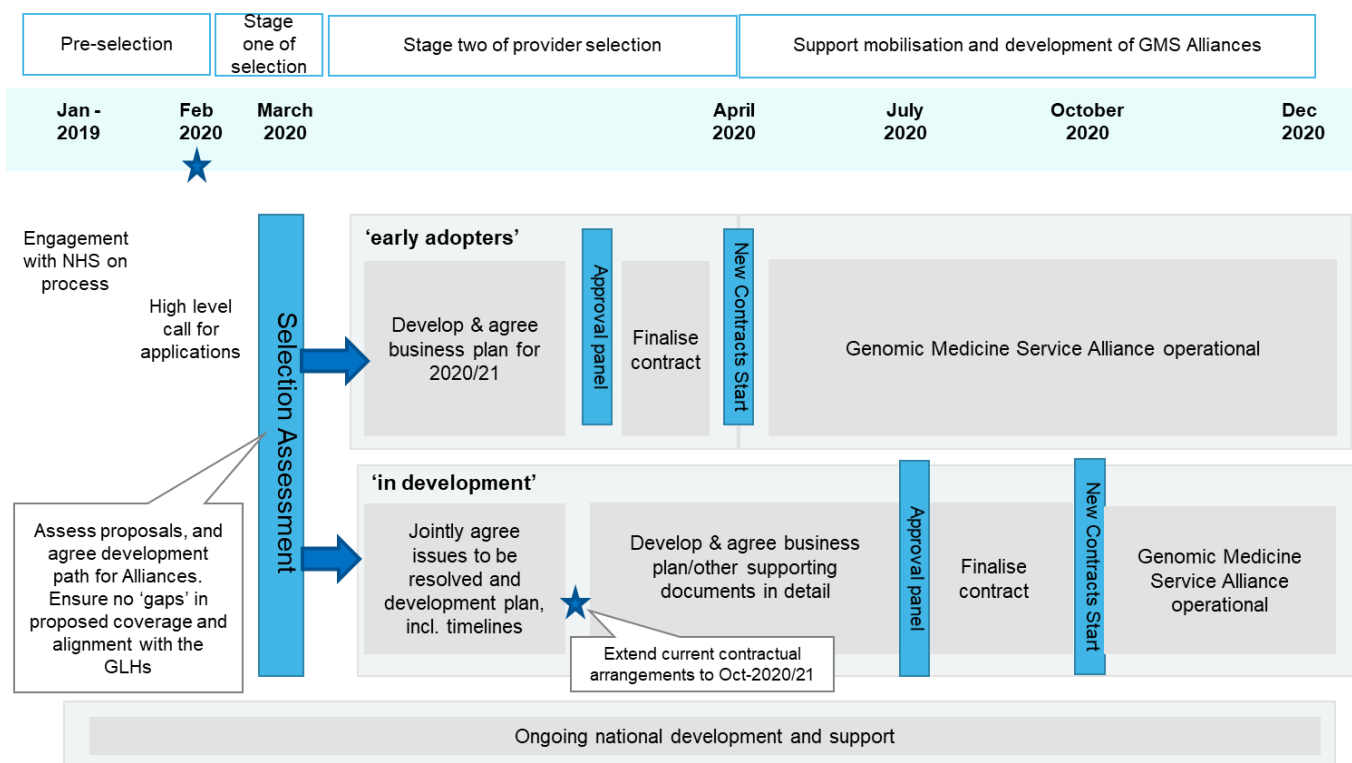 Pre-selection
Stage
one of
selection
Stage two of provider selection
Support mobilisation and development of GMS Alliances
Jan -
2019
Feb
2020
March
2020
April
2020
July
2020
October
2020
Dec
2020
Engagement
with NHS on
process
High level
call for
applications
Selection Assessment
Assess proposals, and
agree development
path for Alliances.
Ensure no ‘gaps’ in
proposed coverage and
alignment with the
GLHs
‘early adopters’
Develop & agree
business plan for
2020/21
Approval panel
Finalise
contract
New Contracts Start
Genomic Medicine Service Alliance operational
‘in development’
Jointly agree
issues to be
resolved and
development plan,
incl. timelines
Extend current contractual
arrangements to Oct-2020/21
Develop & agree business
plan/other supporting
documents in detail
Approval panel
Finalise
contract
New Contracts Start
Genomic Medicine
Service Alliance
operational
Ongoing national development and support